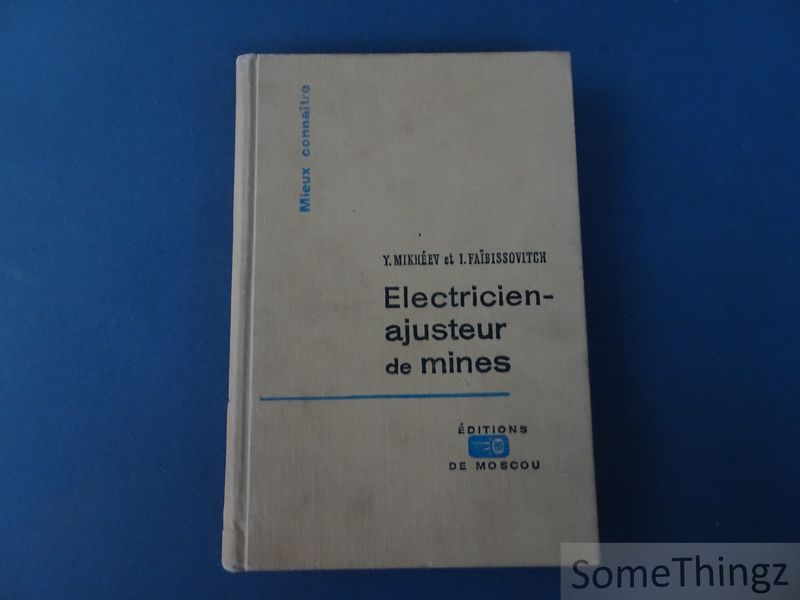 Mieux connaître
Y. MIKHÉEV et I. FAÏBISSOVITCH
Electricien-
ajusteur
de mines
ÉDITIONS
DE MOSCOU
SomeThingz